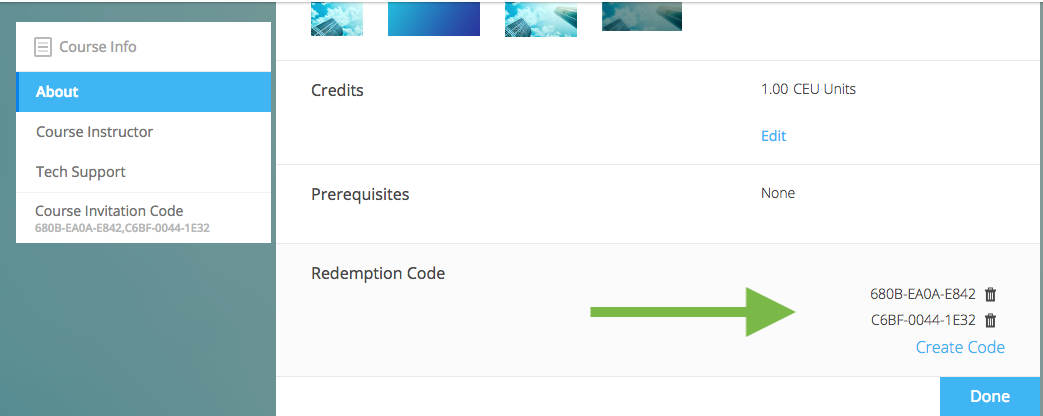 Course Info
About
Course Instructor
Tech Support
Course Invitation Code
680B-EA0A-E842,C6BF-0044-1E32
Credits
1.00 CEU Units
Edit
Prerequisites
None
Redemption Code
680B-EA0A-E842
C6BF-0044-1E32
Create Code
Done